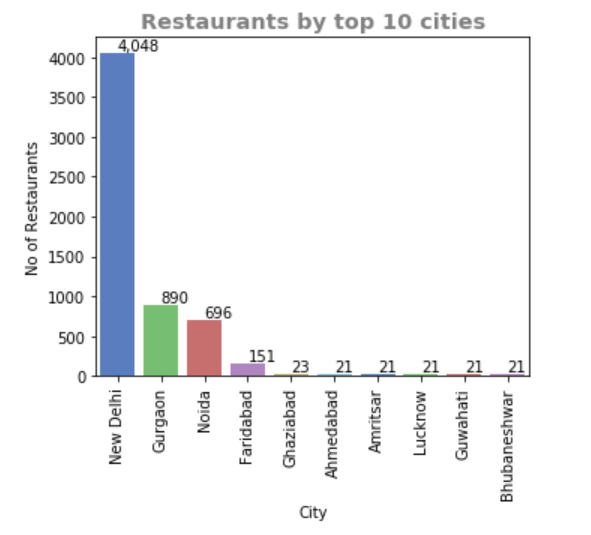 Restaurants by top 10 cities
No of Restaurants
4000
3500
3000
2500
2000
1500
1000
500
0
4,048
890
696
151
23
21
21
21
21
21
New Delhi
Gurgaon
Noida
Faridabad
Ghaziabad
Ahmedabad
Amritsar
Lucknow
Guwahati
Bhubaneshwar
City